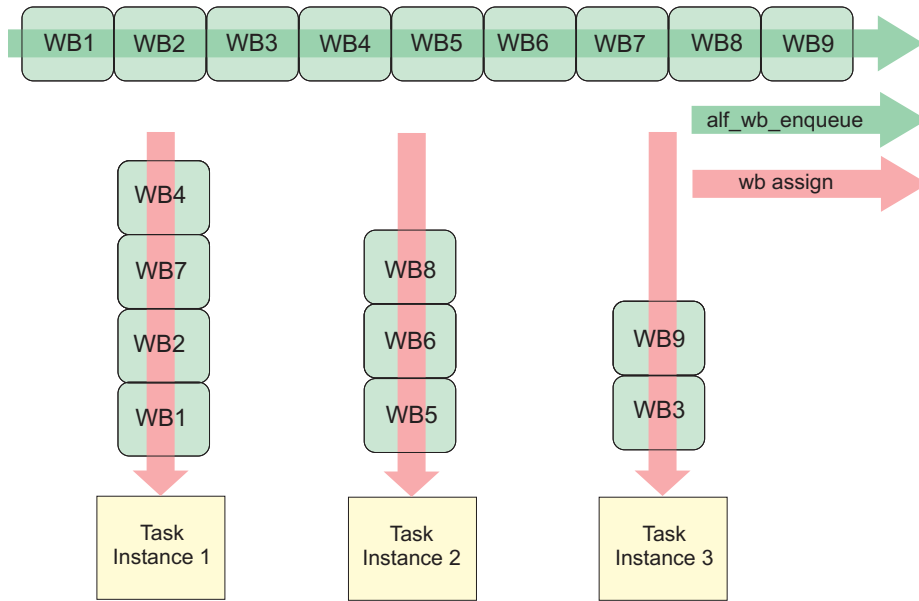 WB1 WB2 WB3 WB4 WB5 WB6 WB7 WB8 WB9
alf_wb_enqueue
wb assign
WB4
WB7
WB2
WB1
WB8
WB6
WB5
WB9
WB3
Task
Instance 1
Task
Instance 2
Task
Instance 3